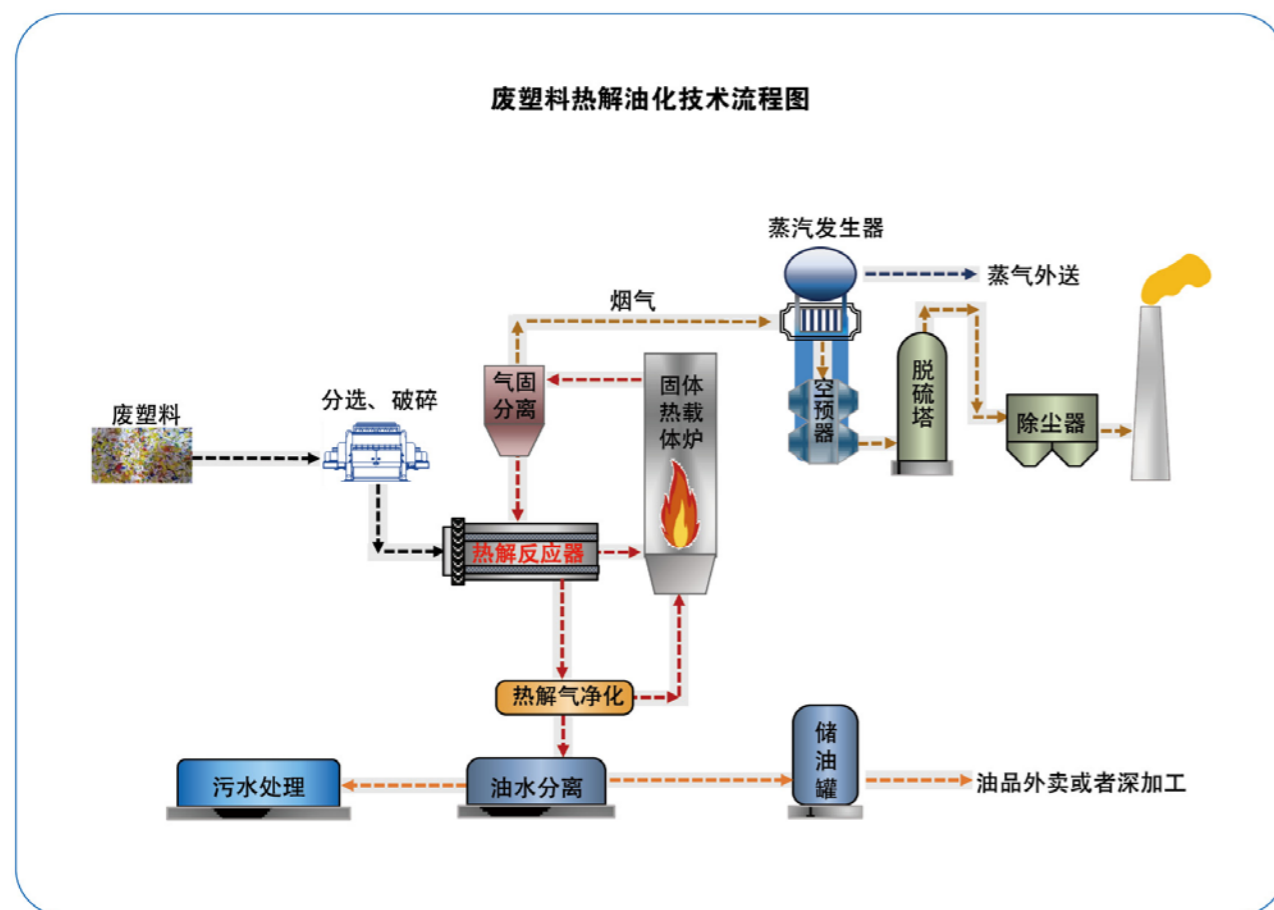 废塑料热解油化技术流程图
蒸汽发生器
蒸气外送
烟气
气固
分离
固体
热载
体炉
空
预
器
脱
硫
塔
除尘器
废塑料
分选、破碎
热解反应器
热解气净化
污水处理
油水分离
储
油
罐
油品外卖或者深加工